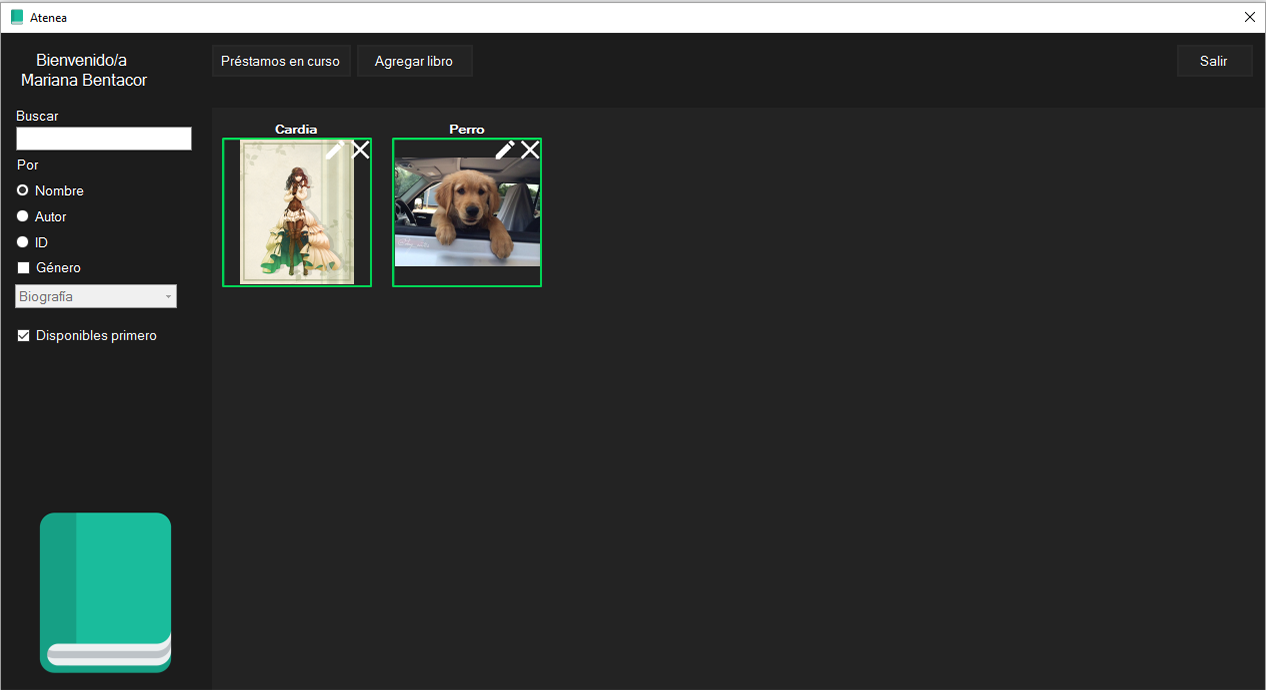 Atenea
Bienvenido/a
Mariana Bentacor
Préstamos en curso
Agregar libro
Salir
Buscar
Por
Nombre
Autor
ID
Género
Biografía
Disponibles primero
Cardia
Perro